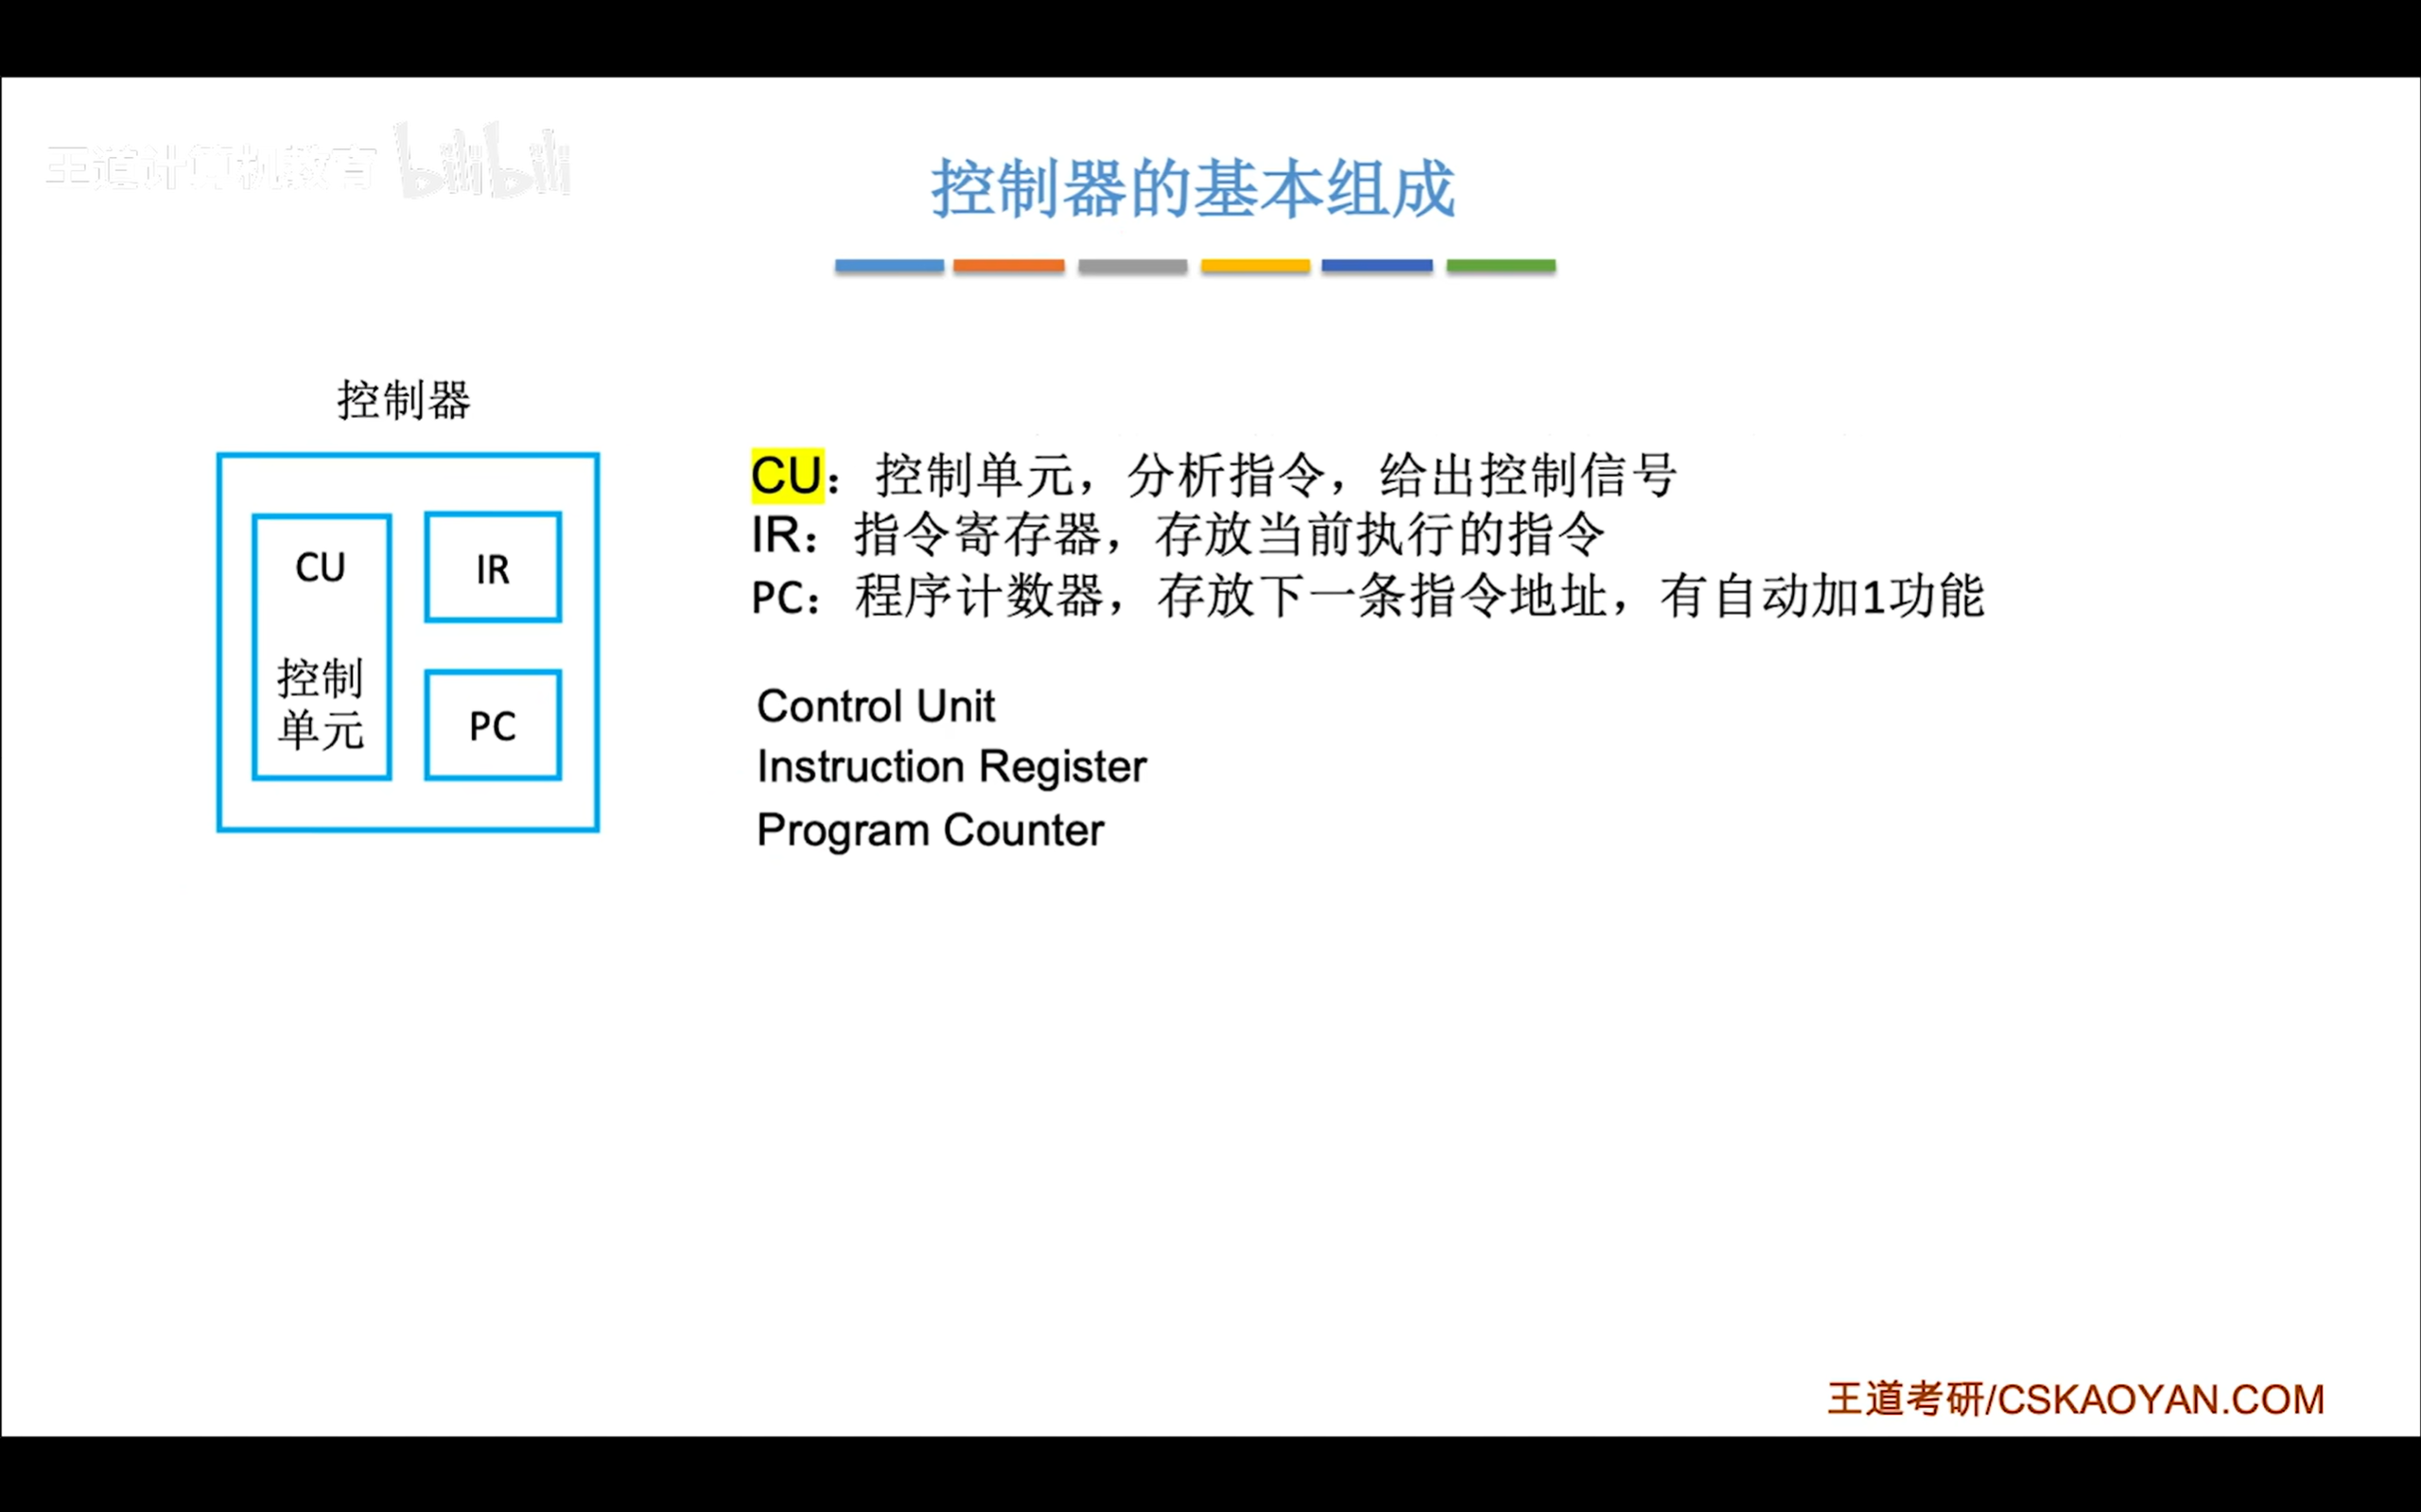 王道计算机教育 bilibili
控制器的基本组成
控制器
CU
控制
单元
IR
PC
CU：控制单元，分析指令，给出控制信号
IR：指令寄存器，存放当前执行的指令
PC：程序计数器，存放下一条指令地址，有自动加1功能
Control Unit
Instruction Register
Program Counter
王道考研/CSKAOYAN.COM